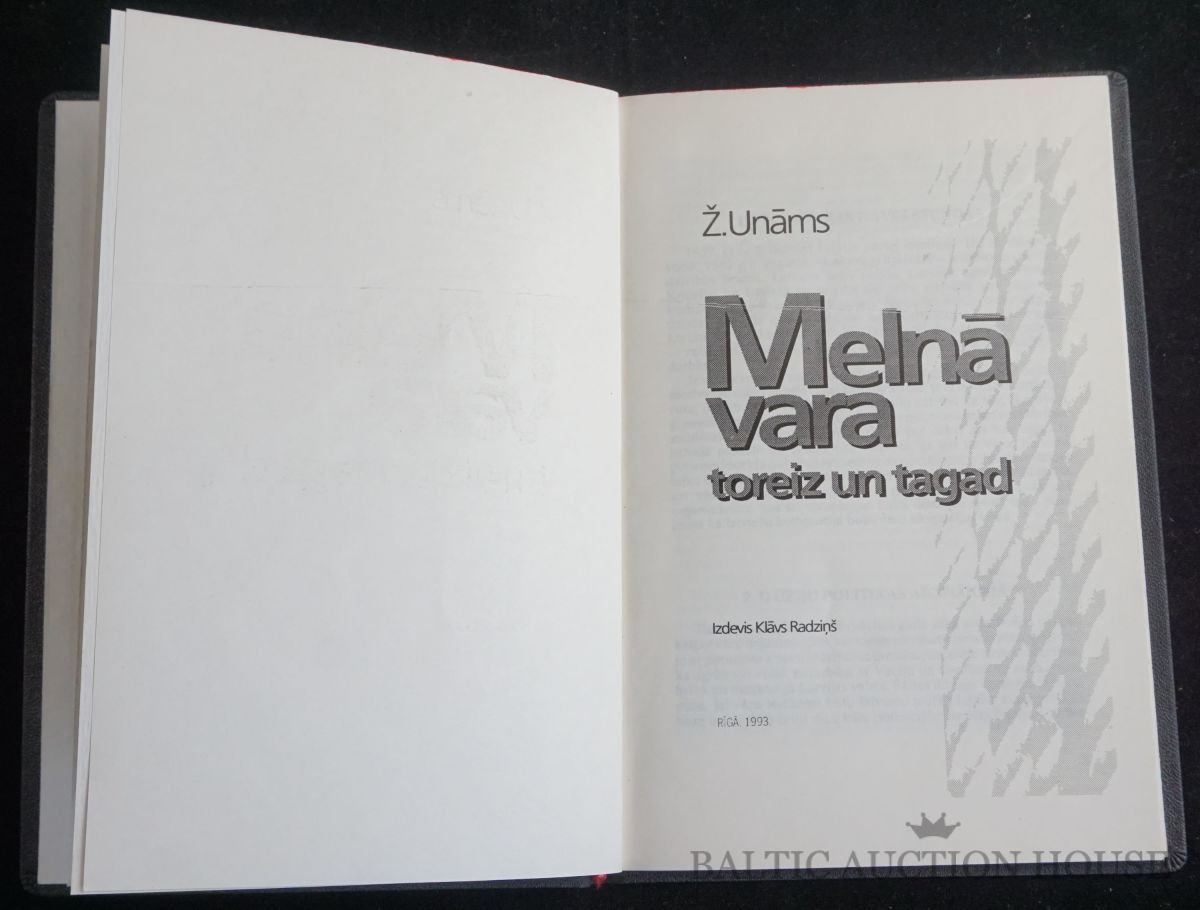 Ž.Unāms
Melnā
vara
toreiz un tagad
Izdevis Klāvs Radziņš
RĪGĀ, 1993
BALTIC AUCTION HOUSE